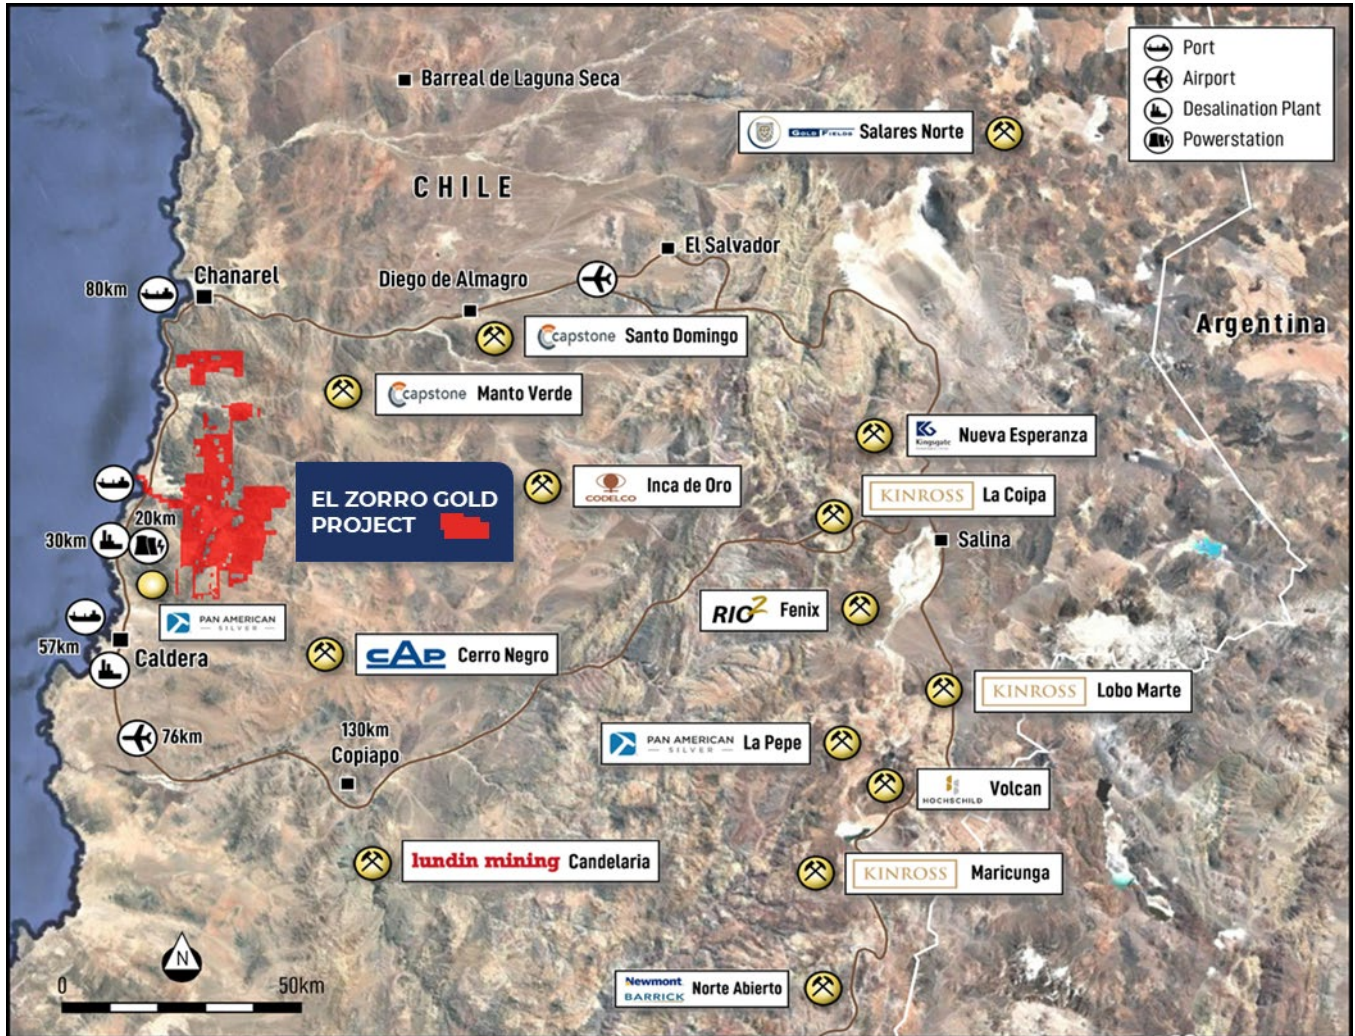 Port
Airport
Desalination Plant
Powerstation
Barreal de Laguna Seca
GOLD FIELDS Salares Norte
CHILE
El Salvador
Chanarel
Diego de Almagro
80km
Argentina
capstone Santo Domingo
capstone Manto Verde
Kingsgate Nueva Esperanza
EL ZORRO GOLD
PROJECT
CODELCO Inca de Oro
KINROSS La Coipa
20km
30km
Salina
RIO2 Fenix
PAN AMERICAN
SILVER
57km
Caldera
CAP Cerro Negro
KINROSS Lobo Marte
76km
130km
Copiapo
PAN AMERICAN
SILVER
La Pepe
HOCHSCHILD Volcan
lundin mining Candelaria
KINROSS Maricunga
N
0 50km
Newmont
BARRICK
Norte Abierto